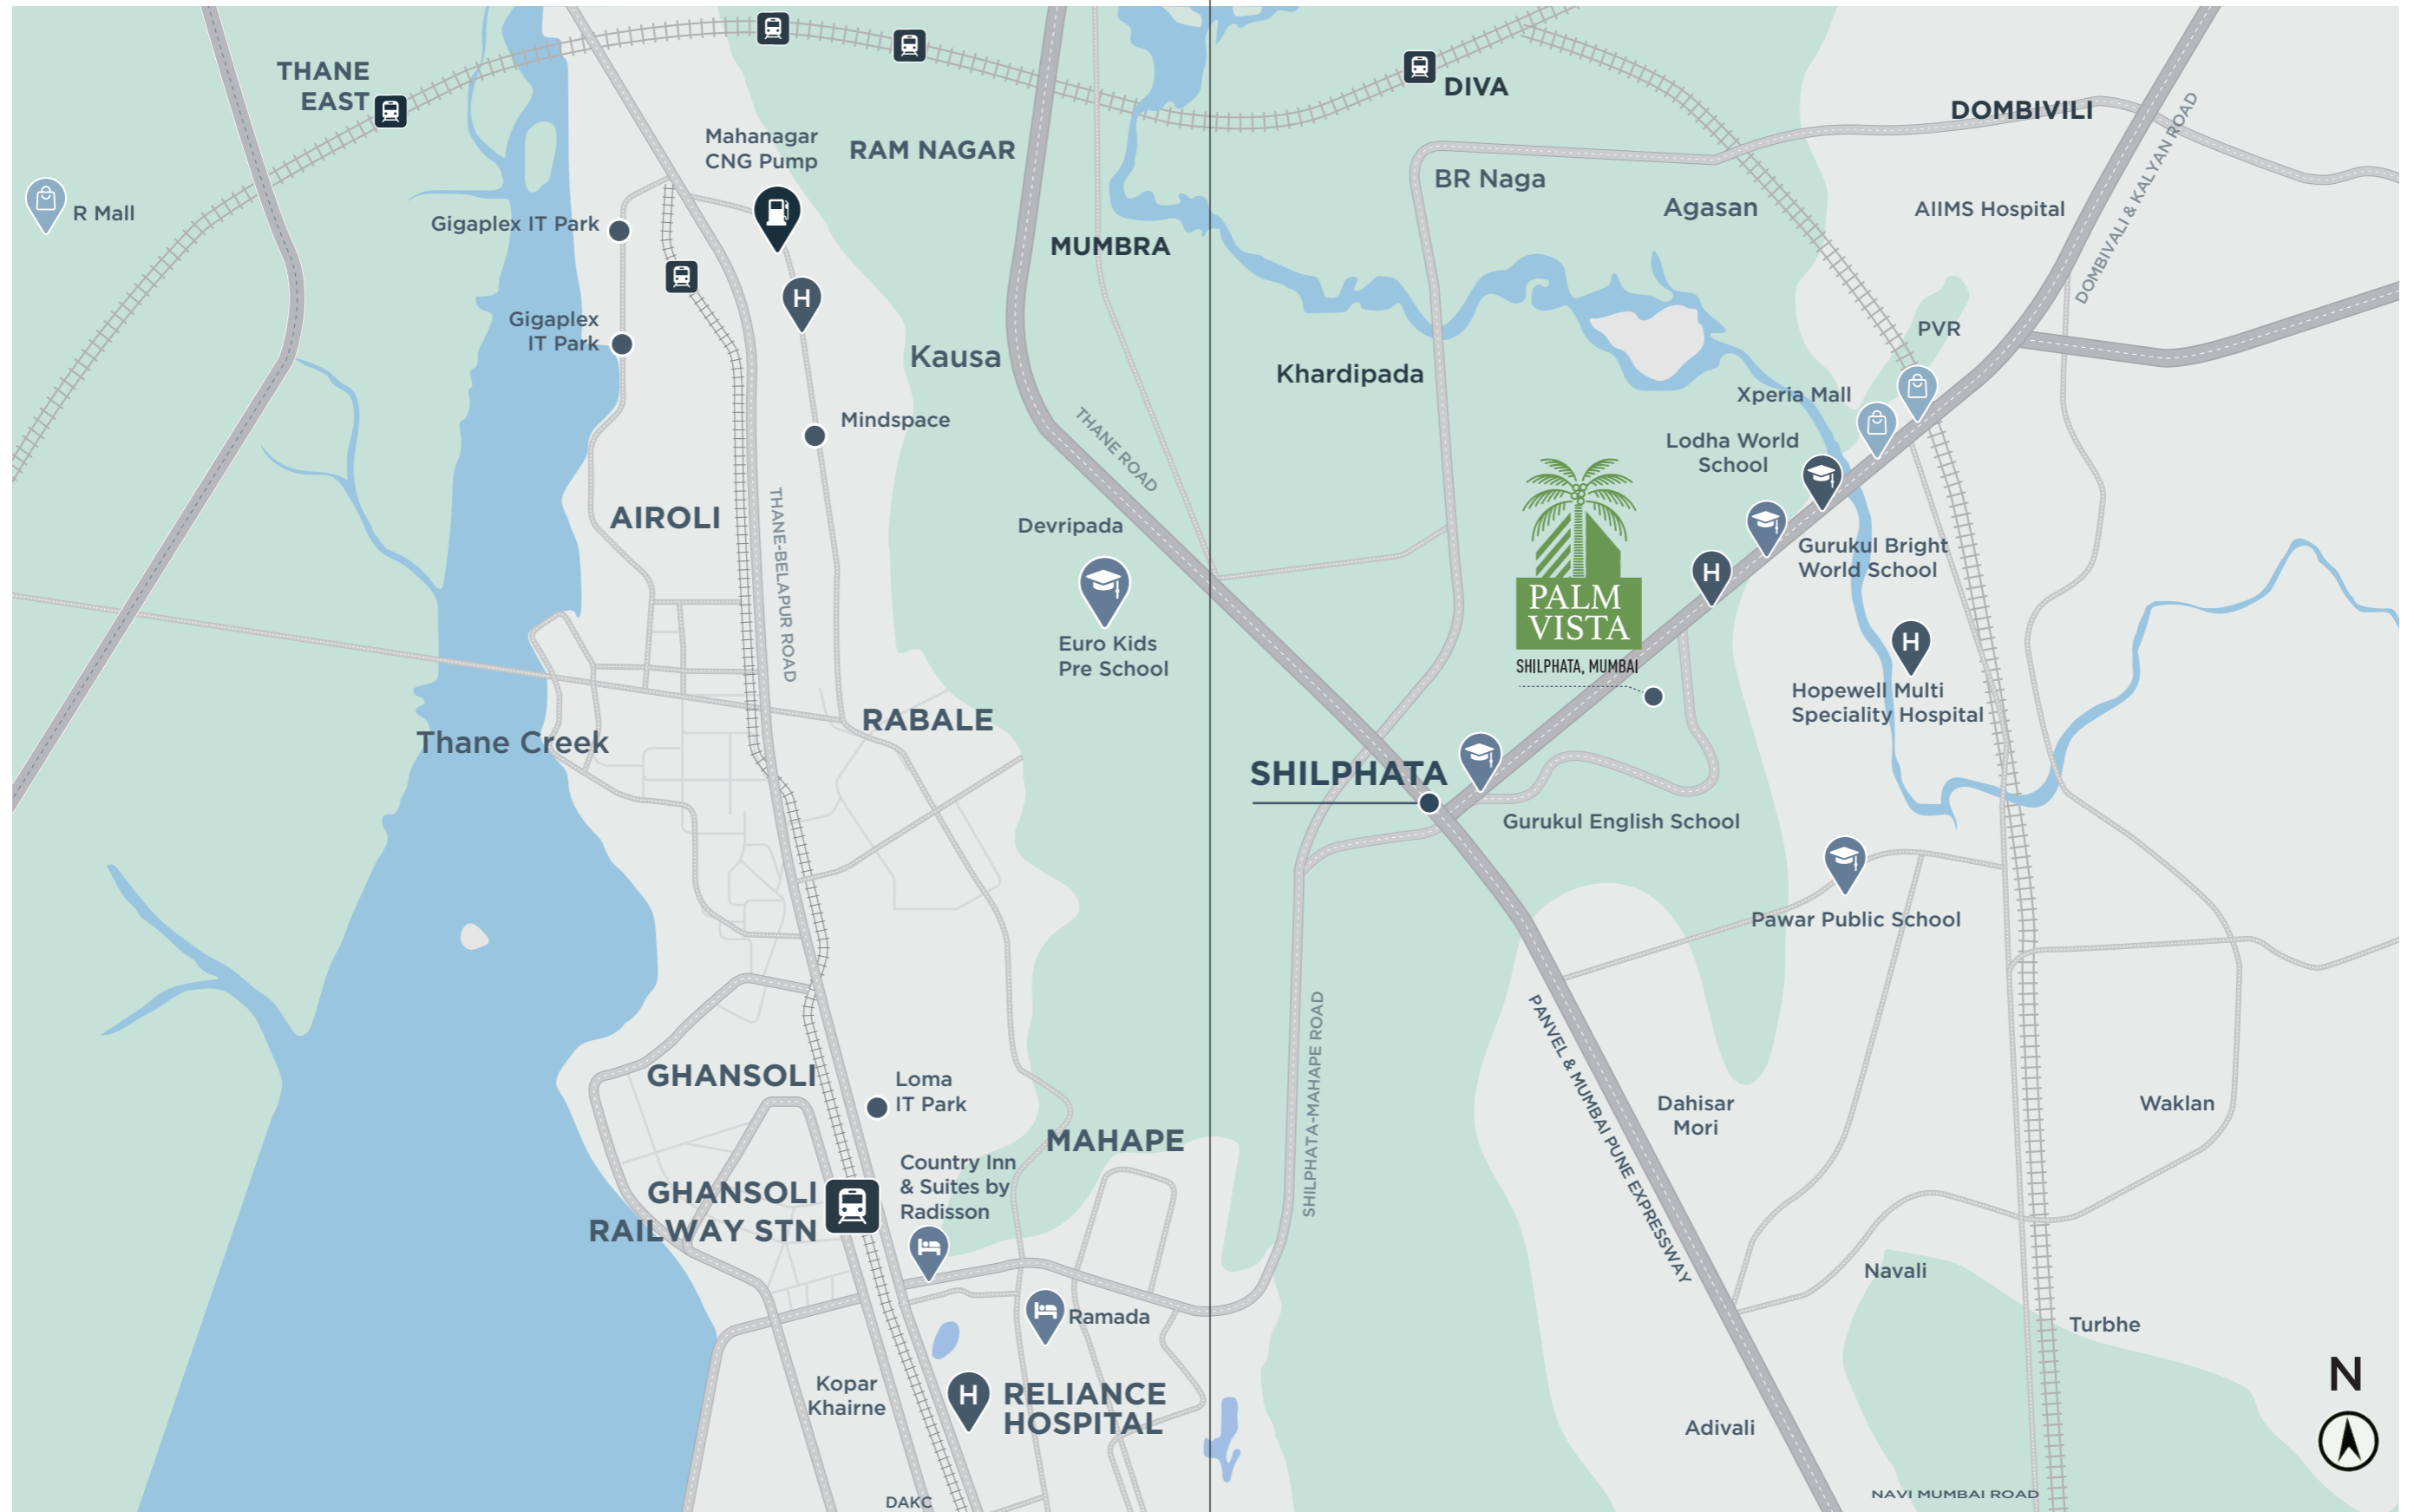 THANE
EAST
R Mall
Mahanagar
CNG Pump
RAM NAGAR
Gigaplex IT Park
Gigaplex
IT Park
MUMBRA
Kausa
Mindspace
THANE ROAD
AIROLI
THANE-BELAPUR ROAD
Devripada
Euro Kids
Pre School
RABALE
Thane Creek
GHANSOLI
Loma
IT Park
MAHAPE
Country Inn
& Suites by
Radisson
GHANSOLI
RAILWAY STN
Ramada
Kopar
Khairne
H
RELIANCE
HOSPITAL
DAKC
H
DIVA
DOMBIVILI
DOMBIVALI & KALYAN ROAD
BR Naga
Agasan
AIIMS Hospital
PVR
Khardipada
Xperia Mall
Lodha World
School
Gurukul Bright
World School
H
PALM
VISTA
SHILPHATA, MUMBAI
H
Hopewell Multi
Speciality Hospital
SHILPHATA
Gurukul English School
Pawar Public School
SHILPHATA-MAHAPE ROAD
PANVEL & MUMBAI PUNE EXPRESSWAY
Dahisar
Mori
Waklan
Navali
Turbhe
Adivali
NAVI MUMBAI ROAD
N